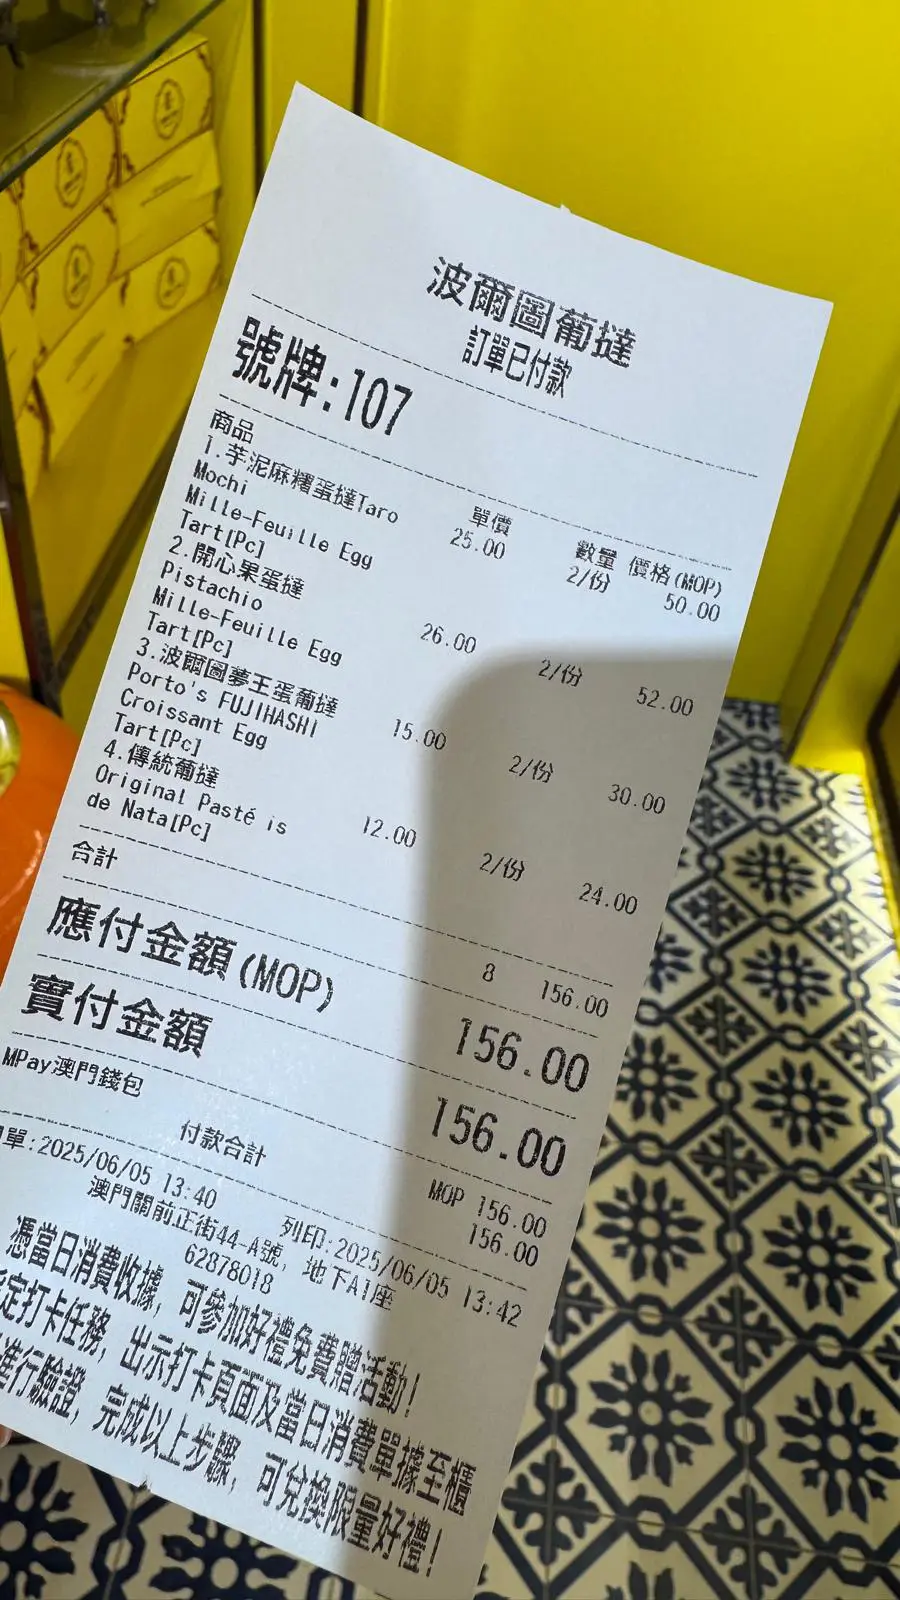 波爾圖葡撻
訂單已付款
號牌:107
商品 單價 數量 價格(MOP)
1.芋泥麻糬蛋撻Taro 25.00 2/份 50.00
Mochi
Mille-Feuille Egg
Tart[Pc]
2.開心果蛋撻 26.00 2/份 52.00
Pistachio
Mille-Feuille Egg
Tart[Pc]
3.波爾圖夢王蛋葡撻 15.00 2/份 30.00
Porto's FUJIHASHI
Croissant Egg
Tart[Pc]
4.傳統葡撻 12.00 2/份 24.00
Original Pasté is
de Nata[Pc]
合計 8 156.00
應付金額(MOP) 156.00
實付金額 156.00
MPay澳門錢包 MOP 156.00
付款合計 156.00
單:2025/06/05 13:40 列印:2025/06/05 13:42
澳門關前正街44-A號, 地下A1座
62878018
憑當日消費收據, 可參加好禮免費贈活動!
定打卡任務, 出示打卡頁面及當日消費單據至櫃
進行驗證, 完成以上步驟, 可兌換限量好禮!